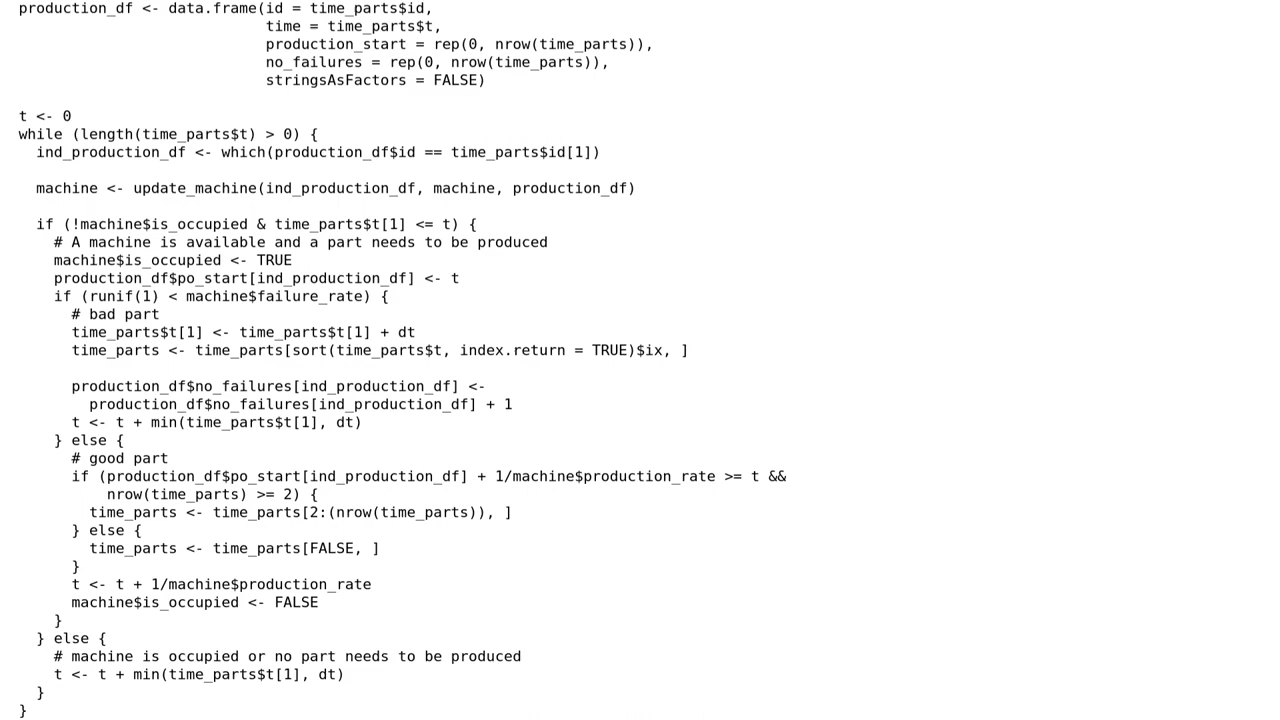 production_df <- data.frame(id = time_parts$id,
                            time = time_parts$t,
                            production_start = rep(0, nrow(time_parts)),
                            no_failures = rep(0, nrow(time_parts)),
                            stringsAsFactors = FALSE)

t <- 0
while (length(time_parts$t) > 0) {
  ind_production_df <- which(production_df$id == time_parts$id[1])

  machine <- update_machine(ind_production_df, machine, production_df)

  if (!machine$is_occupied & time_parts$t[1] <= t) {
    # A machine is available and a part needs to be produced
    machine$is_occupied <- TRUE
    production_df$po_start[ind_production_df] <- t
    if (runif(1) < machine$failure_rate) {
      # bad part
      time_parts$t[1] <- time_parts$t[1] + dt
      time_parts <- time_parts[sort(time_parts$t, index.return = TRUE)$ix, ]

      production_df$no_failures[ind_production_df] <-
        production_df$no_failures[ind_production_df] + 1
      t <- t + min(time_parts$t[1], dt)
    } else {
      # good part
      if (production_df$po_start[ind_production_df] + 1/machine$production_rate >= t &&
          nrow(time_parts) >= 2) {
        time_parts <- time_parts[2:(nrow(time_parts)), ]
      } else {
        time_parts <- time_parts[FALSE, ]
      }
      t <- t + 1/machine$production_rate
      machine$is_occupied <- FALSE
    }
  } else {
    # machine is occupied or no part needs to be produced
    t <- t + min(time_parts$t[1], dt)
  }
}